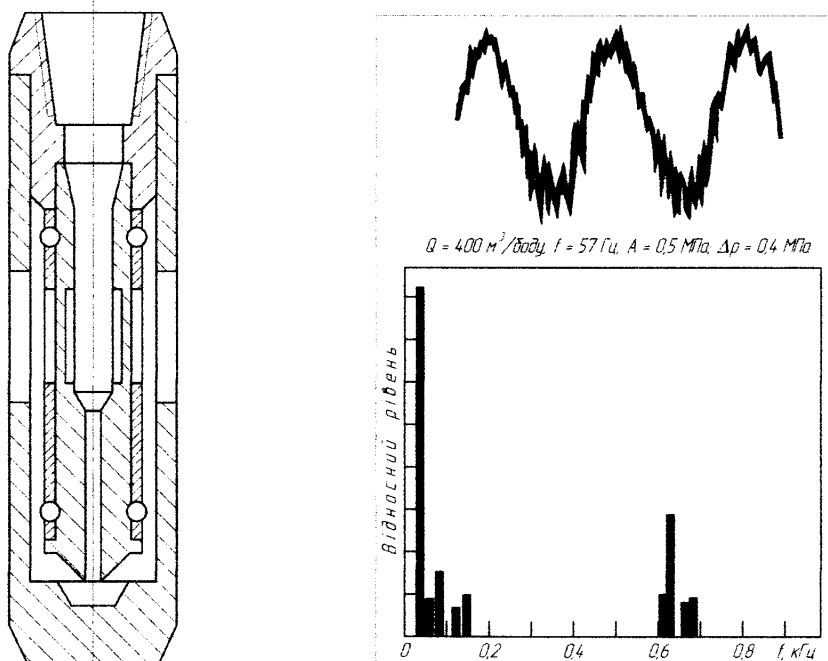 Q = 400 м³/добу, f = 57 Гц, А = 0,5 МПа, Δр = 0,4 МПа
Відносний рівень
0 0,2 0,4 0,6 0,8 f, кГц